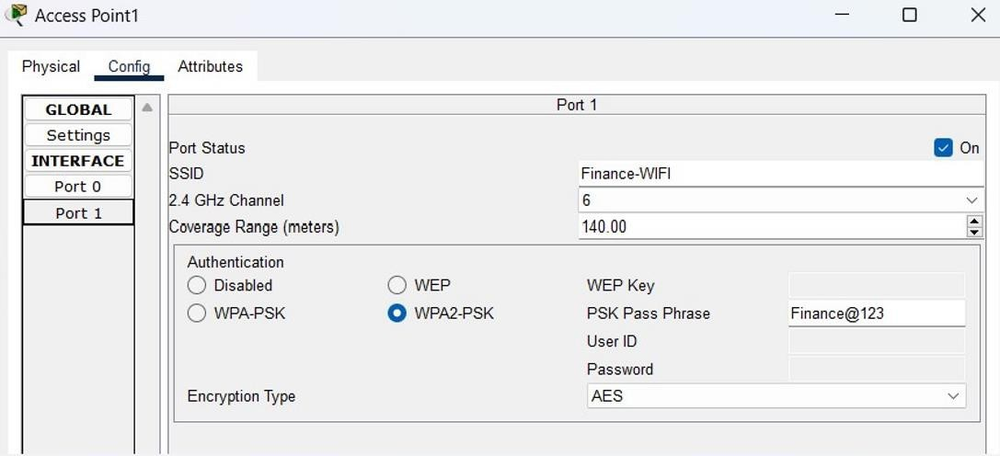 Access Point1
Physical Config Attributes
GLOBAL
Settings
INTERFACE
Port 0
Port 1
Port 1
Port Status On
SSID Finance-WIFI
2.4 GHz Channel 6
Coverage Range (meters) 140.00
Authentication
Disabled WEP WEP Key
WPA-PSK WPA2-PSK PSK Pass Phrase Finance@123
User ID
Password
Encryption Type AES